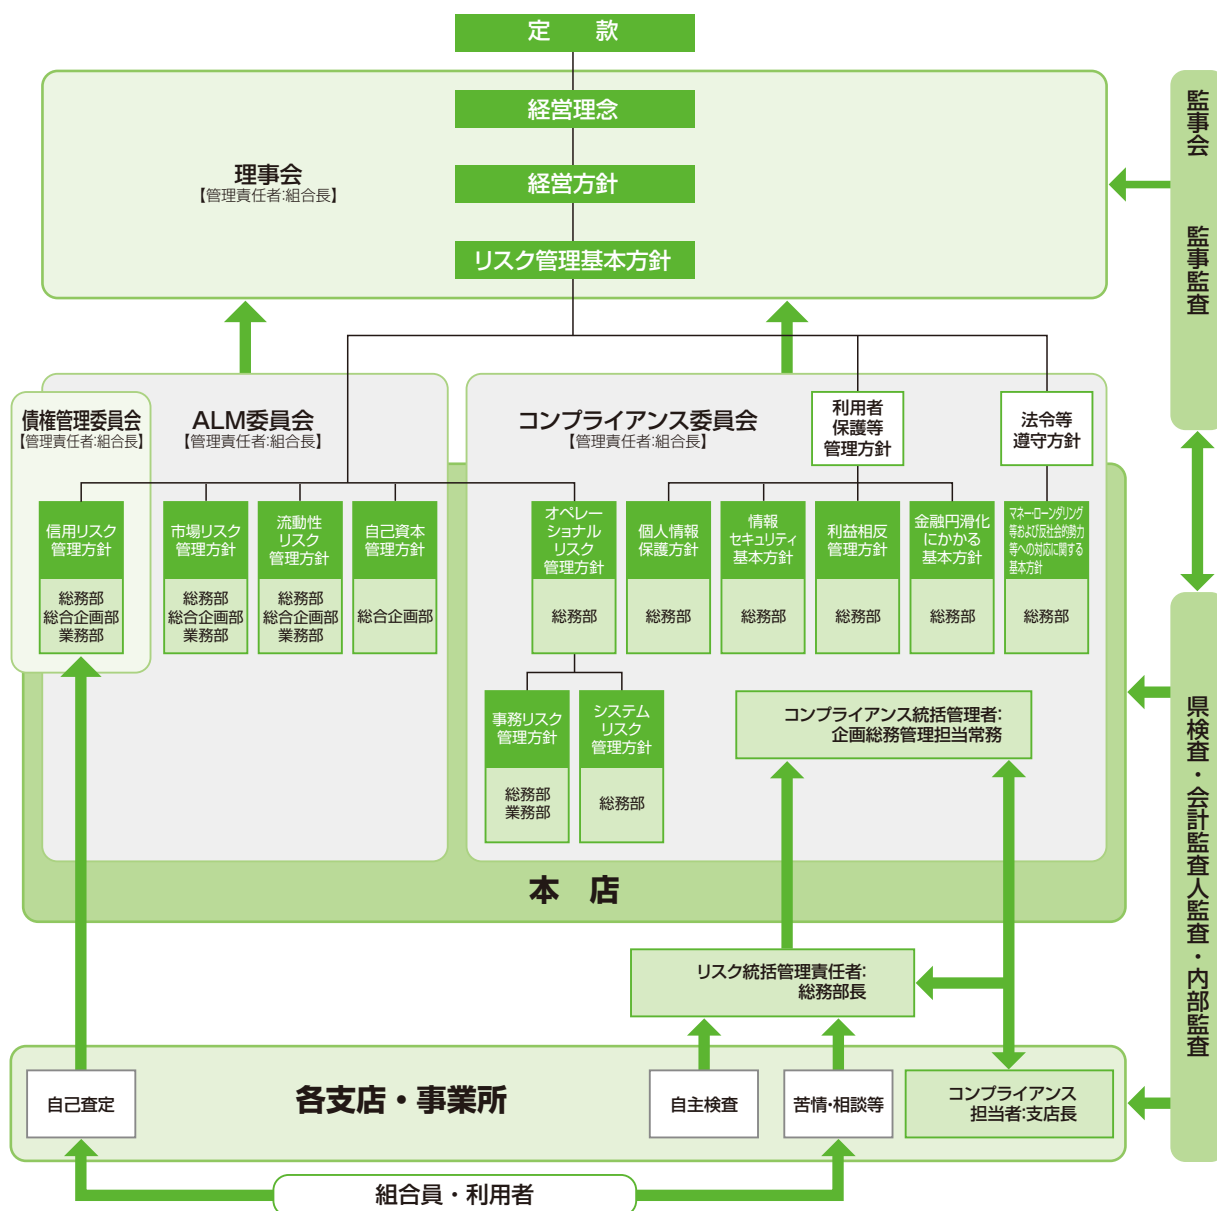 定　款
経営理念
理事会
【管理責任者:組合長】
経営方針
リスク管理基本方針
監事会　監事監査
債権管理委員会
【管理責任者:組合長】
ALM委員会
【管理責任者:組合長】
コンプライアンス委員会
【管理責任者:組合長】
利用者
保護等
管理方針
法令等
遵守方針
信用リスク
管理方針
総務部
総合企画部
業務部
市場リスク
管理方針
総務部
総合企画部
業務部
流動性
リスク
管理方針
総務部
総合企画部
業務部
自己資本
管理方針
総合企画部
オペレー
ショナル
リスク
管理方針
総務部
個人情報
保護方針
総務部
情報
セキュリティ
基本方針
総務部
利益相反
管理方針
総務部
金融円滑化
にかかる
基本方針
総務部
マネー・ローンダリング
等および反社会的勢力
等への対応に関する
基本方針
総務部
事務リスク
管理方針
総務部
業務部
システム
リスク
管理方針
総務部
コンプライアンス統括管理者:
企画総務管理担当常務
本　店
県検査・会計監査人監査・内部監査
リスク統括管理責任者:
総務部長
自己査定
各支店・事業所
自主検査
苦情・相談等
コンプライアンス
担当者:支店長
組合員・利用者